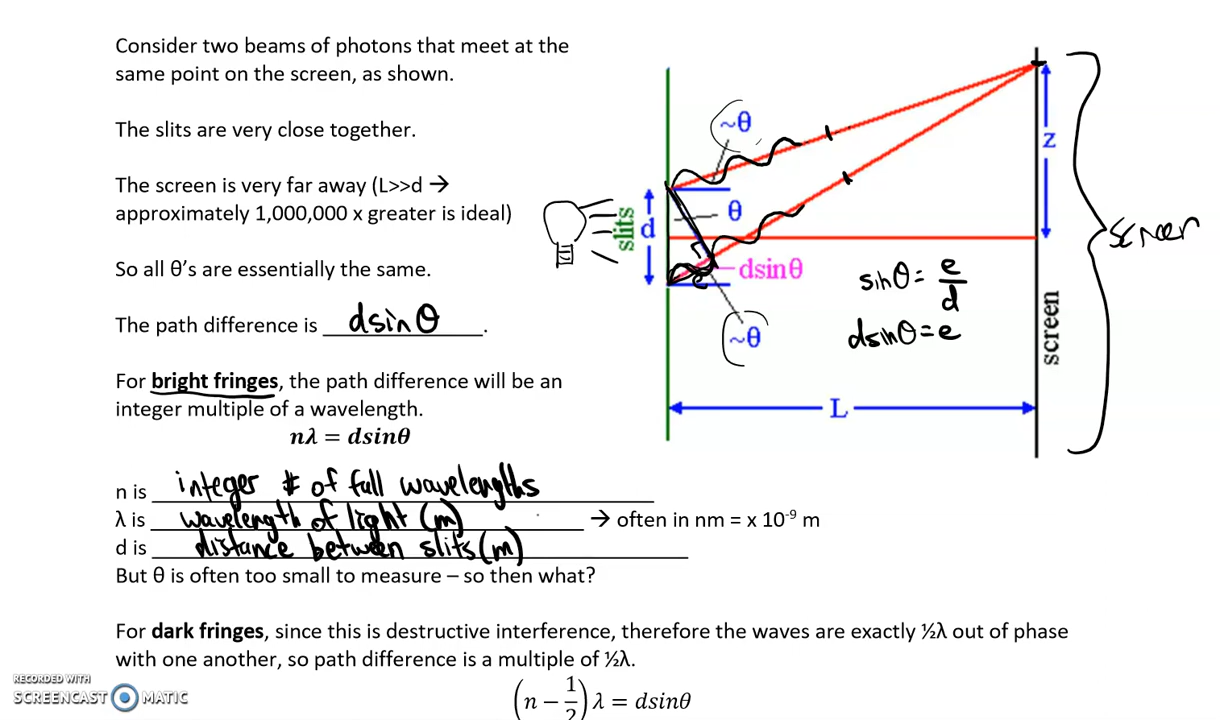 Consider two beams of photons that meet at the
same point on the screen, as shown.
The slits are very close together.
The screen is very far away (L>>d →
approximately 1,000,000 x greater is ideal)
So all θ's are essentially the same.
The path difference is dsinθ.
For bright fringes, the path difference will be an
integer multiple of a wavelength.
nλ = dsinθ
n is integer # of full wavelengths
λ is wavelength of light (m) → often in nm = x 10⁻⁹ m
d is distance between slits (m)
But θ is often too small to measure – so then what?
For dark fringes, since this is destructive interference, therefore the waves are exactly ½λ out of phase
with one another, so path difference is a multiple of ½λ.
(n − 1/2) λ = dsinθ
~θ
z
θ
slits
d
dsinθ
e
~θ
sinθ = e/d
dsinθ = e
screen
L
screen
RECORDED WITH
SCREENCAST MATIC